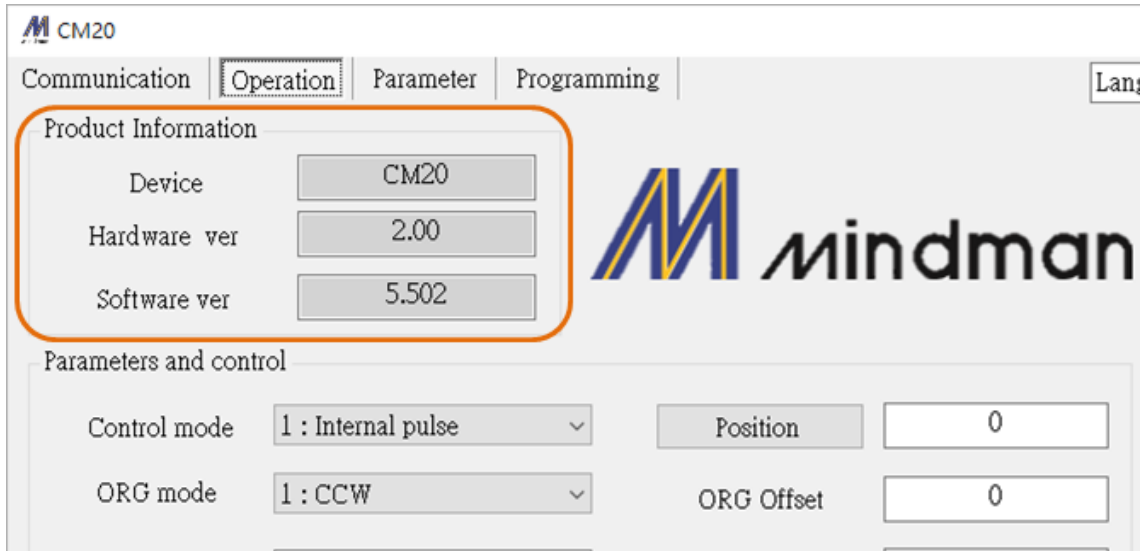 CM20
Communication Operation Parameter Programming
Lang
Product Information
Device CM20
Hardware ver 2.00
Software ver 5.502
mindman
Parameters and control
Control mode 1 : Internal pulse Position 0
ORG mode 1 : CCW ORG Offset 0